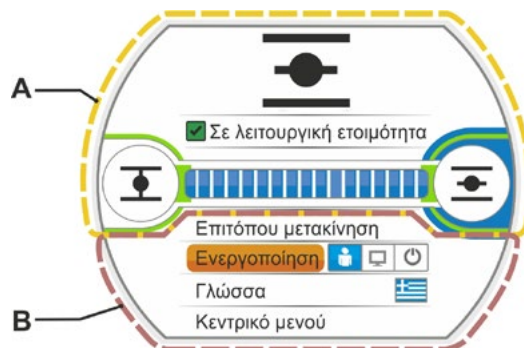 A
Σε λειτουργική ετοιμότητα
Επιτόπου μετακίνηση
Ενεργοποίηση
Γλώσσα
B
Κεντρικό μενού